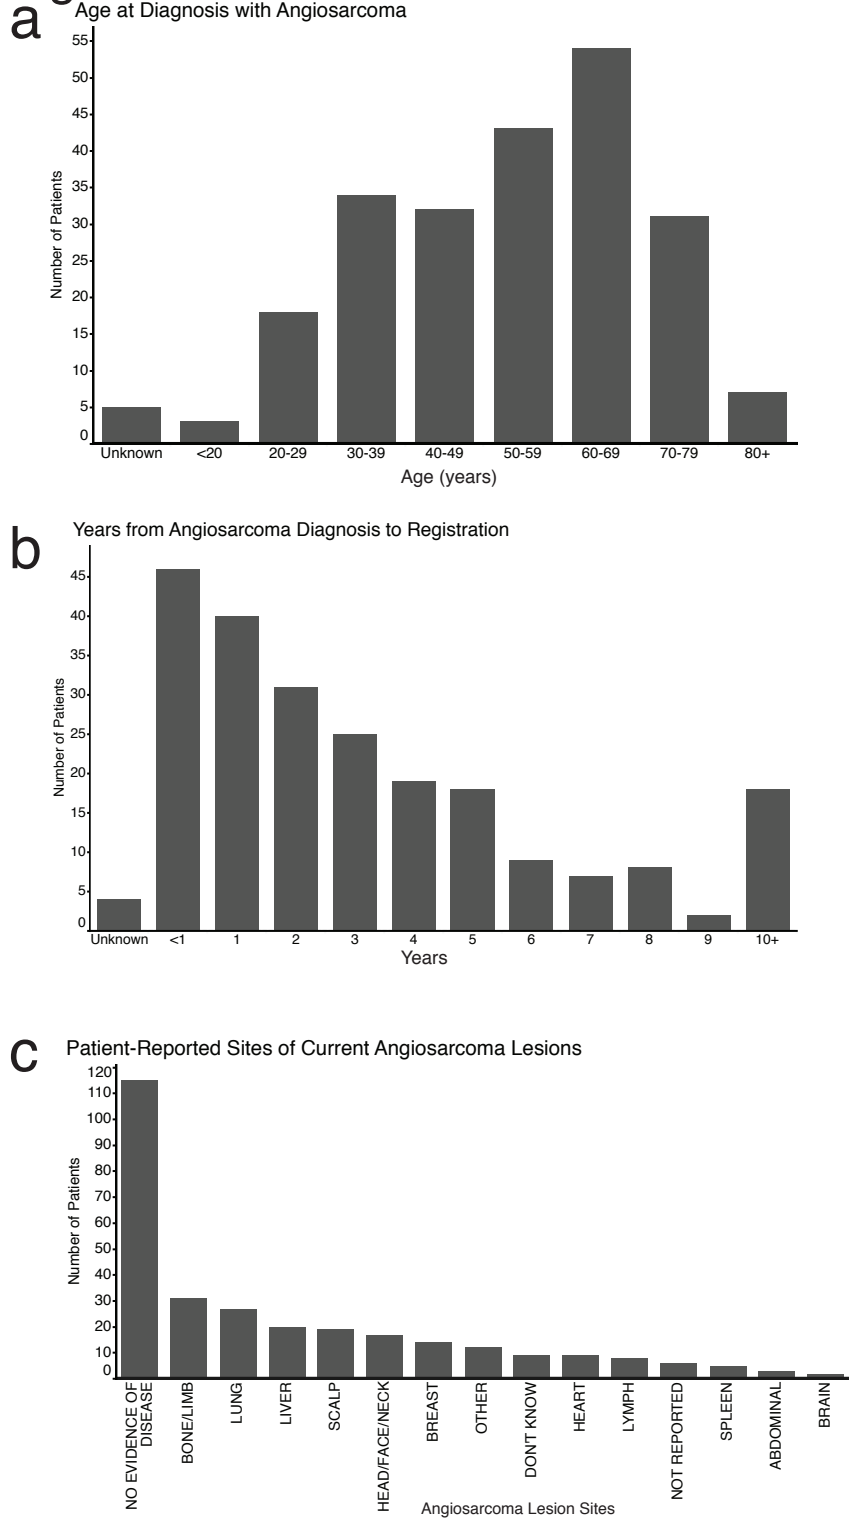 a
Age at Diagnosis with Angiosarcoma
Number of Patients
55
50
45
40
35
30
25
20
15
10
5
0
Unknown <20 20-29 30-39 40-49 50-59 60-69 70-79 80+
Age (years)
b
Years from Angiosarcoma Diagnosis to Registration
Number of Patients
45
40
35
30
25
20
15
10
5
0
Unknown <1 1 2 3 4 5 6 7 8 9 10+
Years
c
Patient-Reported Sites of Current Angiosarcoma Lesions
Number of Patients
120
110
100
90
80
70
60
50
40
30
20
10
0
NO EVIDENCE OF
DISEASE
BONE/LIMB
LUNG
LIVER
SCALP
HEAD/FACE/NECK
BREAST
OTHER
DON'T KNOW
HEART
LYMPH
NOT REPORTED
SPLEEN
ABDOMINAL
BRAIN
Angiosarcoma Lesion Sites